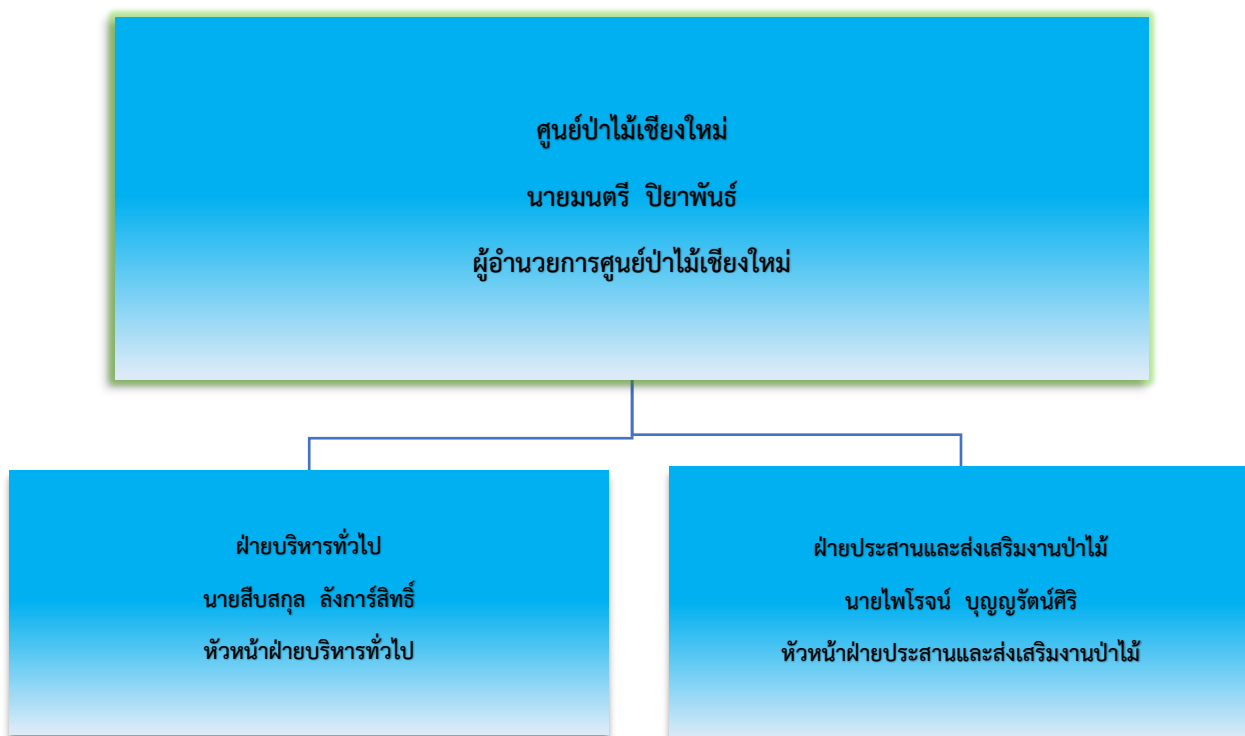 ศูนย์ป่าไม้เชียงใหม่
นายมนตรี ปิยาพันธ์
ผู้อำนวยการศูนย์ป่าไม้เชียงใหม่
ฝ่ายบริหารทั่วไป
นายสืบสกุล ลังการ์สิทธิ์
หัวหน้าฝ่ายบริหารทั่วไป
ฝ่ายประสานและส่งเสริมงานป่าไม้
นายไพโรจน์ บุญญรัตน์ศิริ
หัวหน้าฝ่ายประสานและส่งเสริมงานป่าไม้